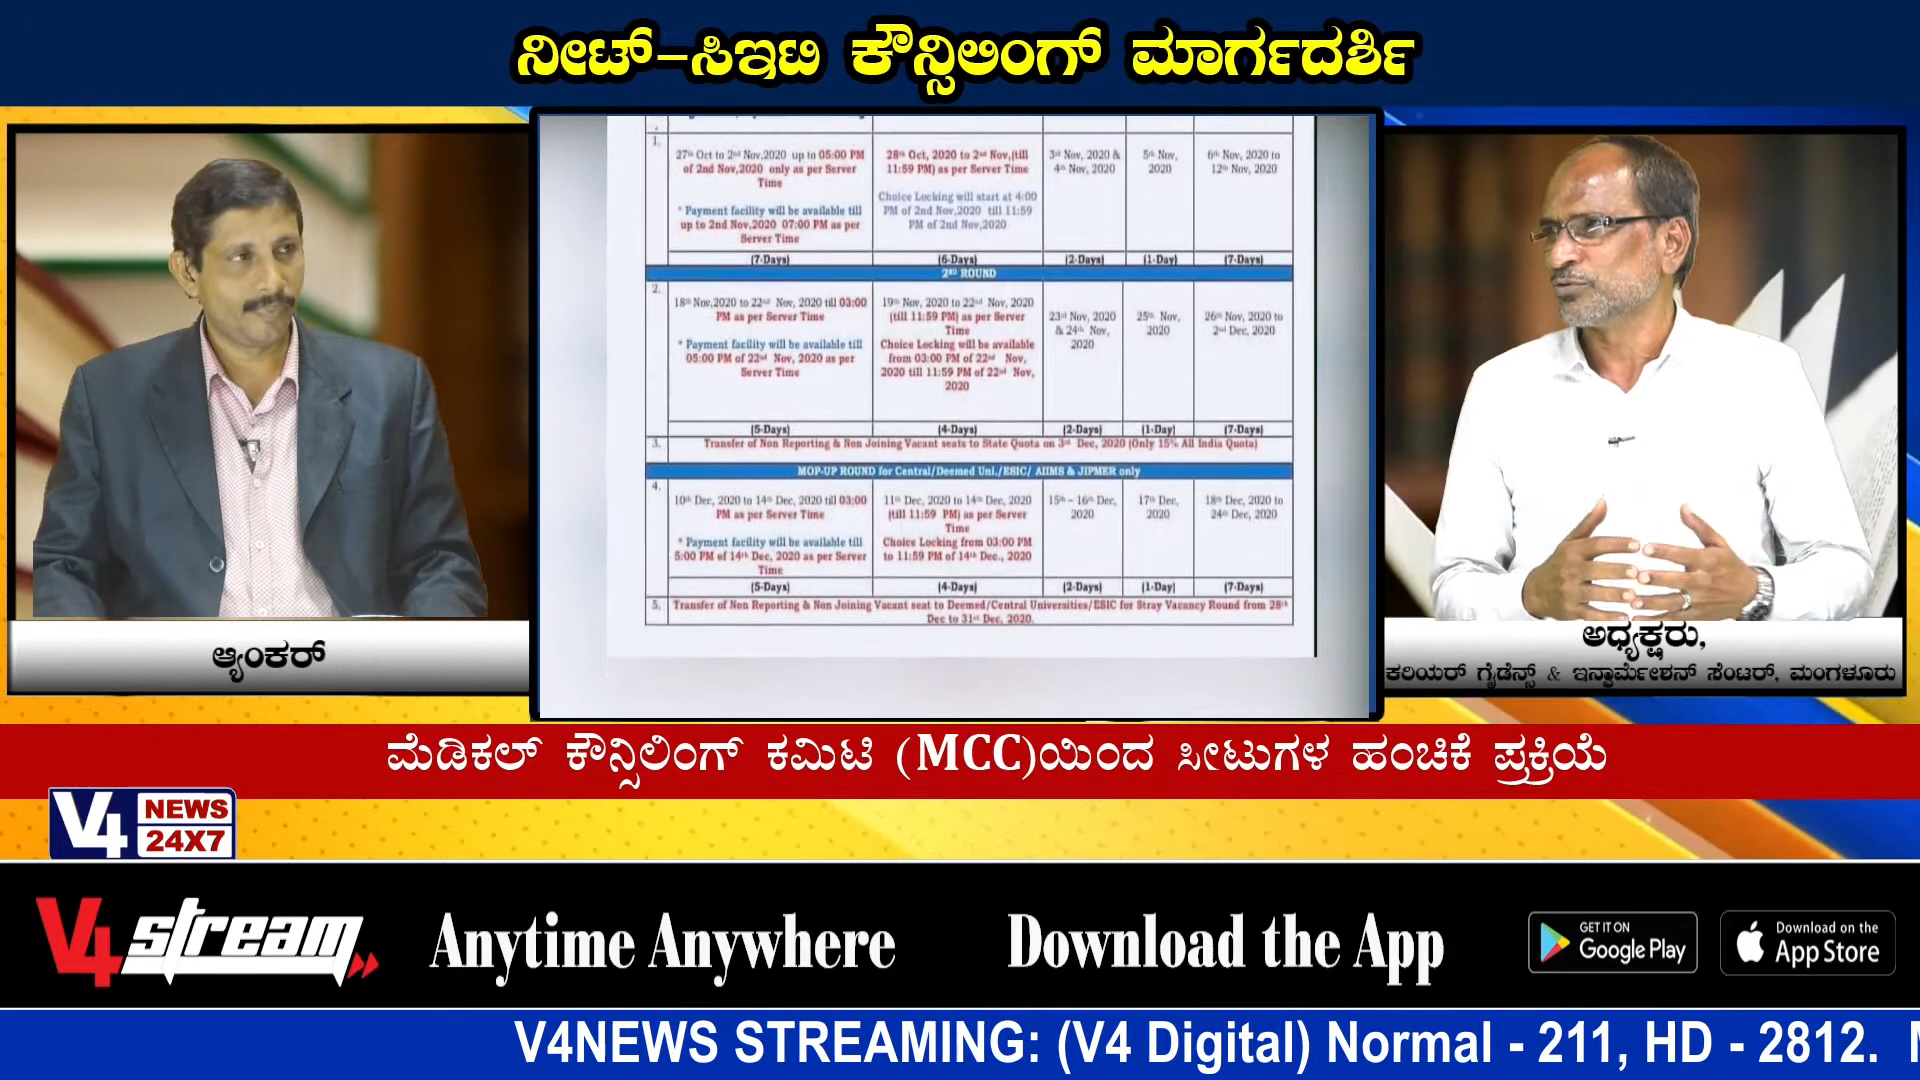 ನೀಟ್-ಸಿಇಟಿ ಕೌನ್ಸಿಲಿಂಗ್ ಮಾರ್ಗದರ್ಶಿ
1.
27th Oct to 2nd Nov,2020 up to 05:00 PM
of 2nd Nov,2020 only as per Server
Time
* Payment facility will be available till
up to 2nd Nov,2020 07:00 PM as per
Server Time
(7-Days)
28th Oct, 2020 to 2nd Nov,(till
11:59 PM) as per Server Time
Choice Locking will start at 4:00
PM of 2nd Nov,2020 till 11:59
PM of 2nd Nov,2020
(6-Days)
3rd Nov, 2020 &
4th Nov, 2020
(2-Days)
5th Nov,
2020
(1-Day)
6th Nov, 2020 to
12th Nov, 2020
(7-Days)
2ND ROUND
2.
18th Nov,2020 to 22nd Nov, 2020 till 03:00
PM as per Server Time
* Payment facility will be available till
05:00 PM of 22nd Nov, 2020 as per
Server Time
(5-Days)
19th Nov, 2020 to 22nd Nov, 2020
(till 11:59 PM) as per Server
Time
Choice Locking will be available
from 03:00 PM of 22nd Nov,
2020 till 11:59 PM of 22nd Nov,
2020
(4-Days)
23rd Nov, 2020
& 24th Nov,
2020
(2-Days)
25th Nov,
2020
(1-Day)
26th Nov, 2020 to
2nd Dec, 2020
(7-Days)
3. Transfer of Non Reporting & Non Joining Vacant seats to State Quota on 3rd Dec, 2020 (Only 15% All India Quota)
MOP-UP ROUND for Central/Deemed Uni./ESIC/ AIIMS & JIPMER only
4.
10th Dec, 2020 to 14th Dec, 2020 till 03:00
PM as per Server Time
* Payment facility will be available till
5:00 PM of 14th Dec, 2020 as per Server
Time
(5-Days)
11th Dec, 2020 to 14th Dec, 2020
(till 11:59 PM) as per Server
Time
Choice Locking from 03:00 PM
to 11:59 PM of 14th Dec., 2020
(4-Days)
15th – 16th Dec,
2020
(2-Days)
17th Dec,
2020
(1-Day)
18th Dec, 2020 to
24th Dec, 2020
(7-Days)
5. Transfer of Non Reporting & Non Joining Vacant seat to Deemed/Central Universities/ESIC for Stray Vacancy Round from 28th
Dec to 31st Dec, 2020.
ಆ್ಯಂಕರ್
ಅಧ್ಯಕ್ಷರು,
ಕರಿಯರ್ ಗೈಡೆನ್ಸ್ & ಇನ್ಫಾರ್ಮೇಶನ್ ಸೆಂಟರ್, ಮಂಗಳೂರು
ಮೆಡಿಕಲ್ ಕೌನ್ಸಿಲಿಂಗ್ ಕಮಿಟಿ (MCC)ಯಿಂದ ಸೀಟುಗಳ ಹಂಚಿಕೆ ಪ್ರಕ್ರಿಯೆ
V4 NEWS
24X7
V4 stream Anytime Anywhere Download the App
GET IT ON
Google Play
Download on the
App Store
V4NEWS STREAMING: (V4 Digital) Normal - 211, HD - 2812.